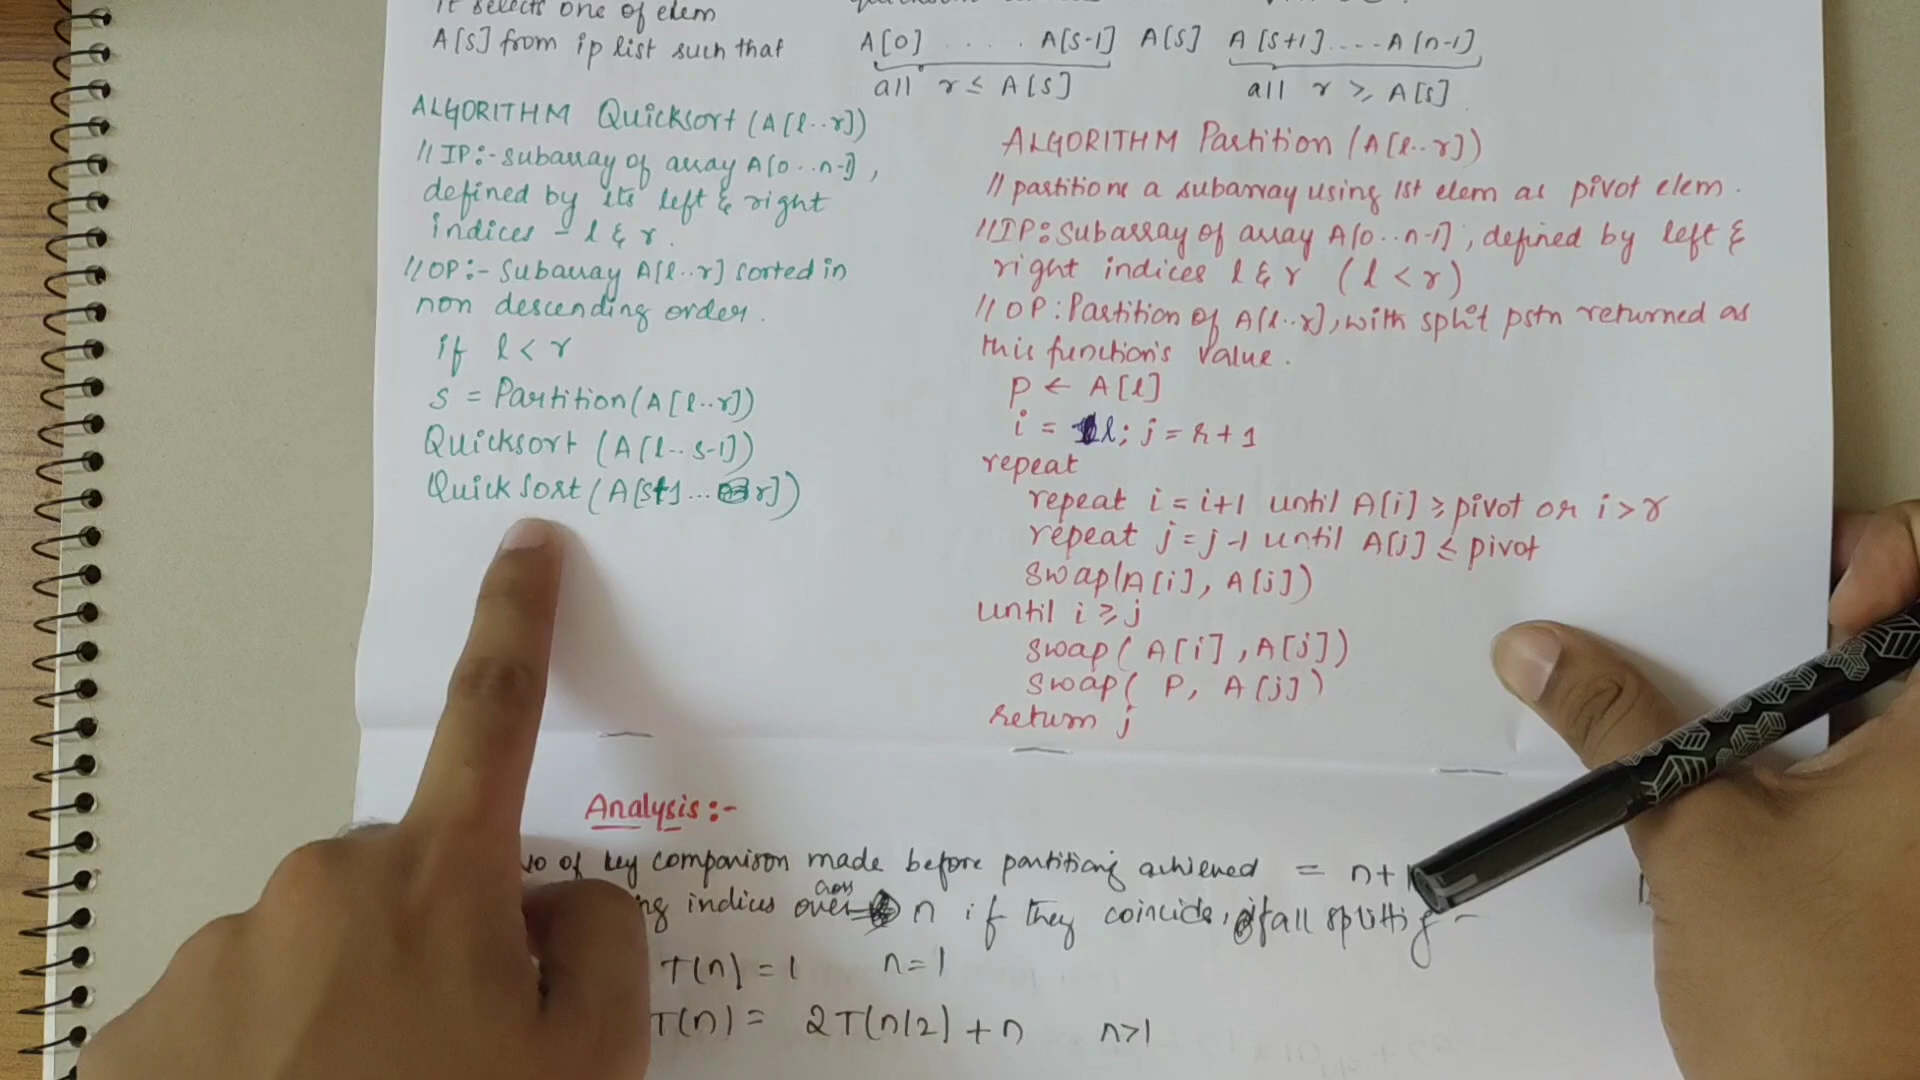 It selects one of elem
A[S] from ip list such that
A[0] .... A[S-1] A[S] A[S+1]....A[n-1]
all r ≤ A[S] all r ≥ A[S]
ALGORITHM Quicksort (A[l..r])
// IP:- subarray of array A[0..n-1],
defined by its left & right
indices - l & r.
// OP:- Subarray A[l..r] sorted in
non descending order.
if l < r
s = Partition (A[l..r])
Quicksort (A[l..s-1])
Quick Sort (A[s+1... r])
ALGORITHM Partition (A[l..r])
// partitions a subarray using 1st elem as pivot elem.
// IP: Subarray of array A[0..n-1], defined by left &
right indices l & r (l < r)
// OP: Partition of A[l..r], with split pstn returned as
this function's value.
p ← A[l]
i = l; j = r+1
repeat
repeat i = i+1 until A[i] ≥ pivot or i > r
repeat j = j-1 until A[j] ≤ pivot
swap(A[i], A[j])
until i ≥ j
swap( A[i], A[j])
swap( P, A[j])
return j
Analysis:-
of key comparison made before partitioning achieved = n+
indices over cross n if they coincide, if all splitting -
T(n) = 1 n=1
T(n) = 2T(n/2) + n n>1